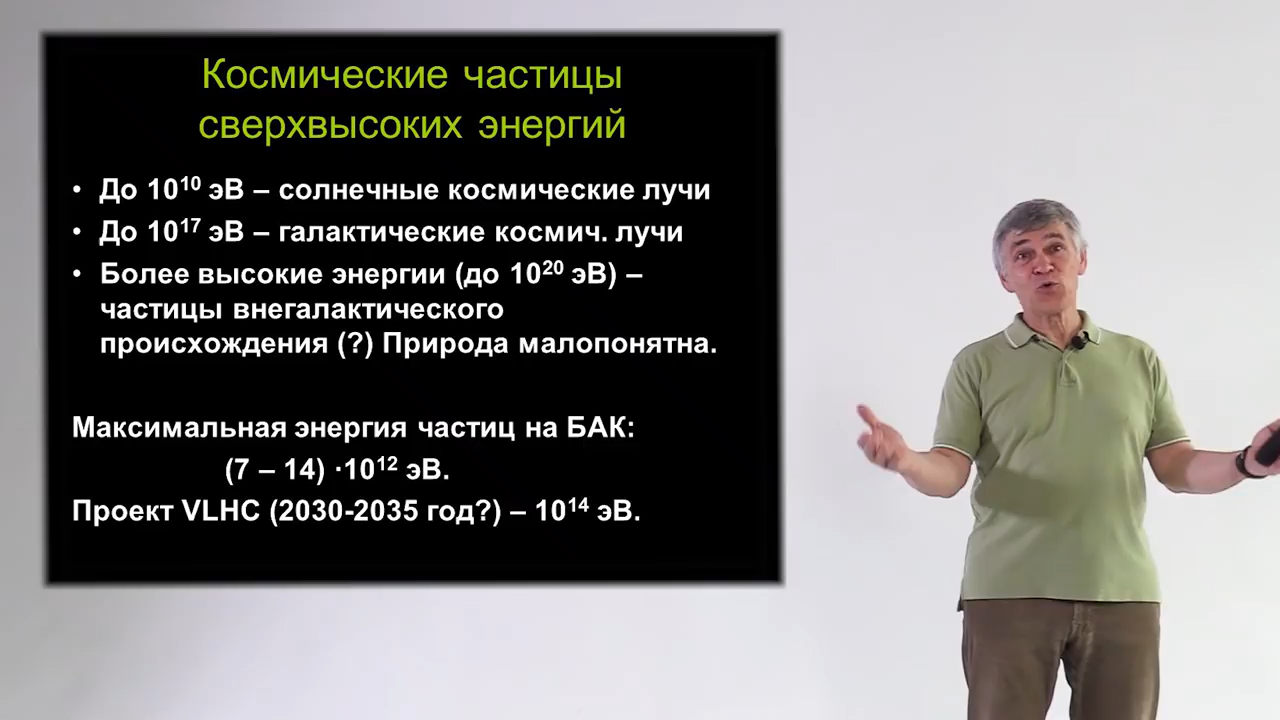 Космические частицы
сверхвысоких энергий
• До 10¹⁰ эВ – солнечные космические лучи
• До 10¹⁷ эВ – галактические космич. лучи
• Более высокие энергии (до 10²⁰ эВ) –
частицы внегалактического
происхождения (?) Природа малопонятна.
Максимальная энергия частиц на БАК:
(7 – 14) ·10¹² эВ.
Проект VLHC (2030-2035 год?) – 10¹⁴ эВ.